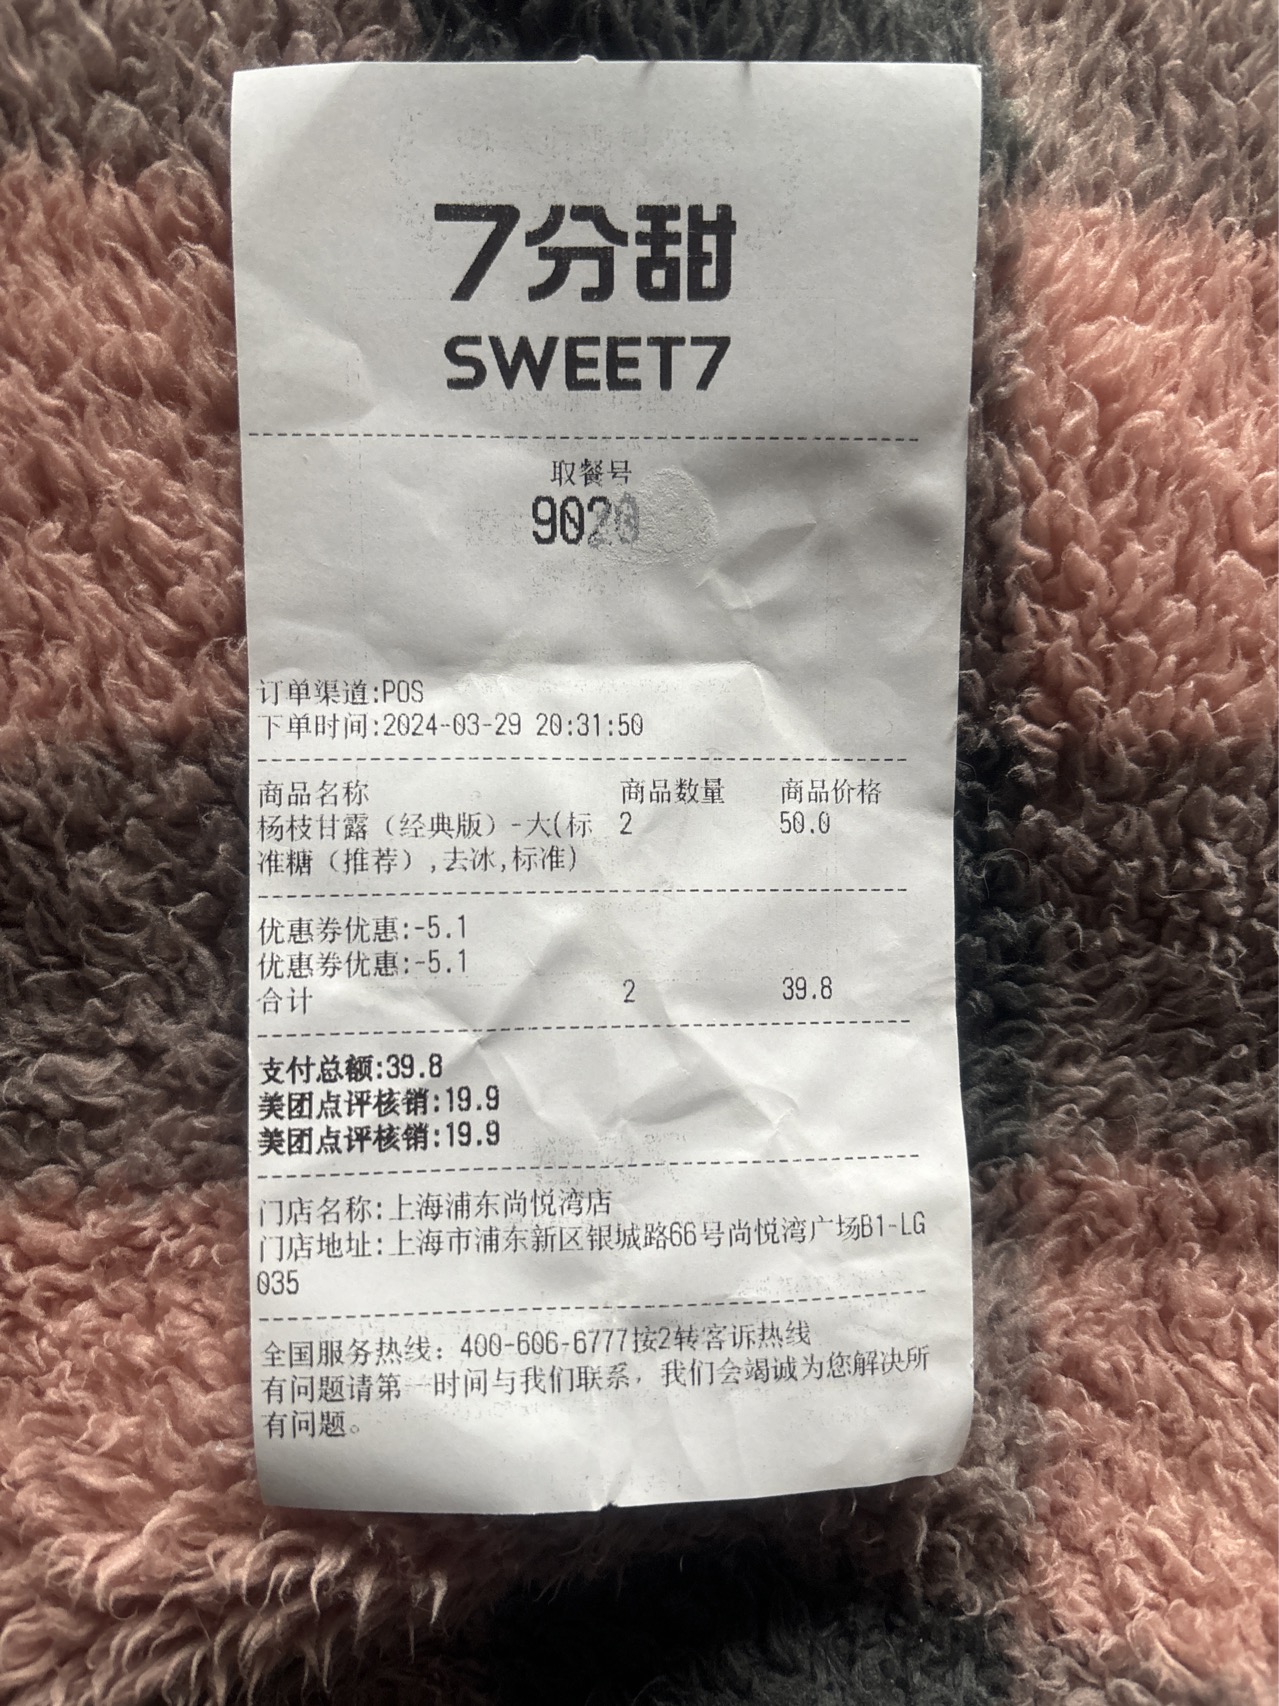 7分甜
SWEET7
取餐号
9020
订单渠道:POS
下单时间:2024-03-29 20:31:50
商品名称 商品数量 商品价格
杨枝甘露（经典版）-大(标 2 50.0
准糖（推荐）,去冰,标准)
优惠券优惠:-5.1
优惠券优惠:-5.1
合计 2 39.8
支付总额:39.8
美团点评核销:19.9
美团点评核销:19.9
门店名称:上海浦东尚悦湾店
门店地址:上海市浦东新区银城路66号尚悦湾广场B1-LG
035
全国服务热线：400-606-6777按2转客诉热线
有问题请第一时间与我们联系，我们会竭诚为您解决所
有问题。